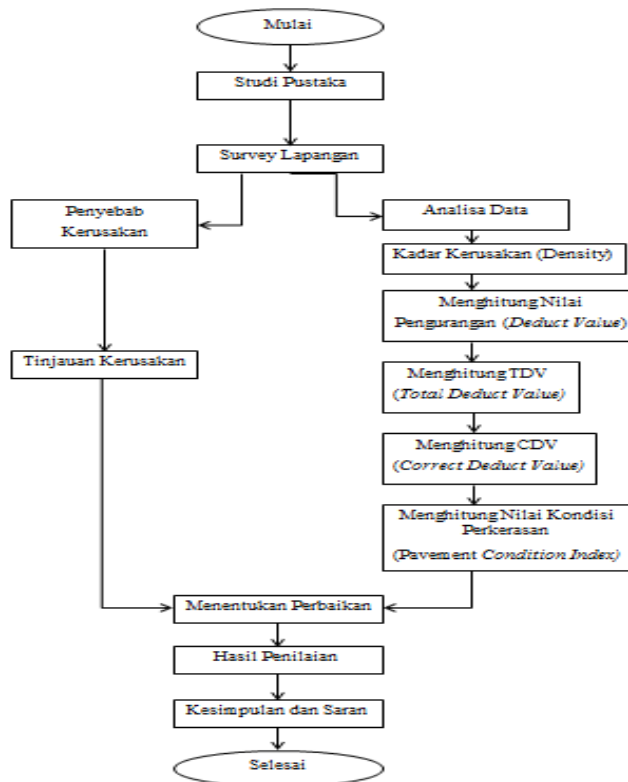 Mulai
Studi Pustaka
Survey Lapangan
Penyebab
Kerusakan
Tinjauan Kerusakan
Analisa Data
Kadar Kerusakan (Density)
Menghitung Nilai
Pengurangan (Deduct Value)
Menghitung TDV
(Total Deduct Value)
Menghitung CDV
(Correct Deduct Value)
Menghitung Nilai Kondisi
Perkerasan
(Pavement Condition Index)
Menentukan Perbaikan
Hasil Penilaian
Kesimpulan dan Saran
Selesai